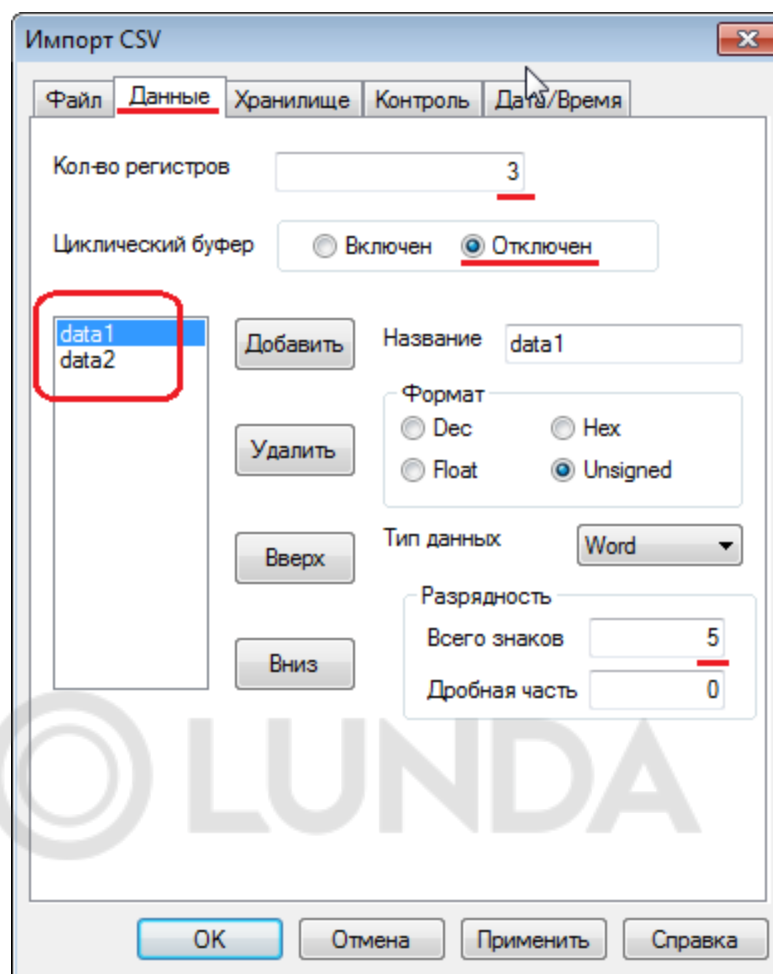 Импорт CSV
Файл Данные Хранилище Контроль Дата/Время
Кол-во регистров 3
Циклический буфер Включен Отключен
data1
data2
Добавить
Удалить
Вверх
Вниз
Название data1
Формат
Dec Hex
Float Unsigned
Тип данных Word
Разрядность
Всего знаков 5
Дробная часть 0
LUNDA
OK Отмена Применить Справка